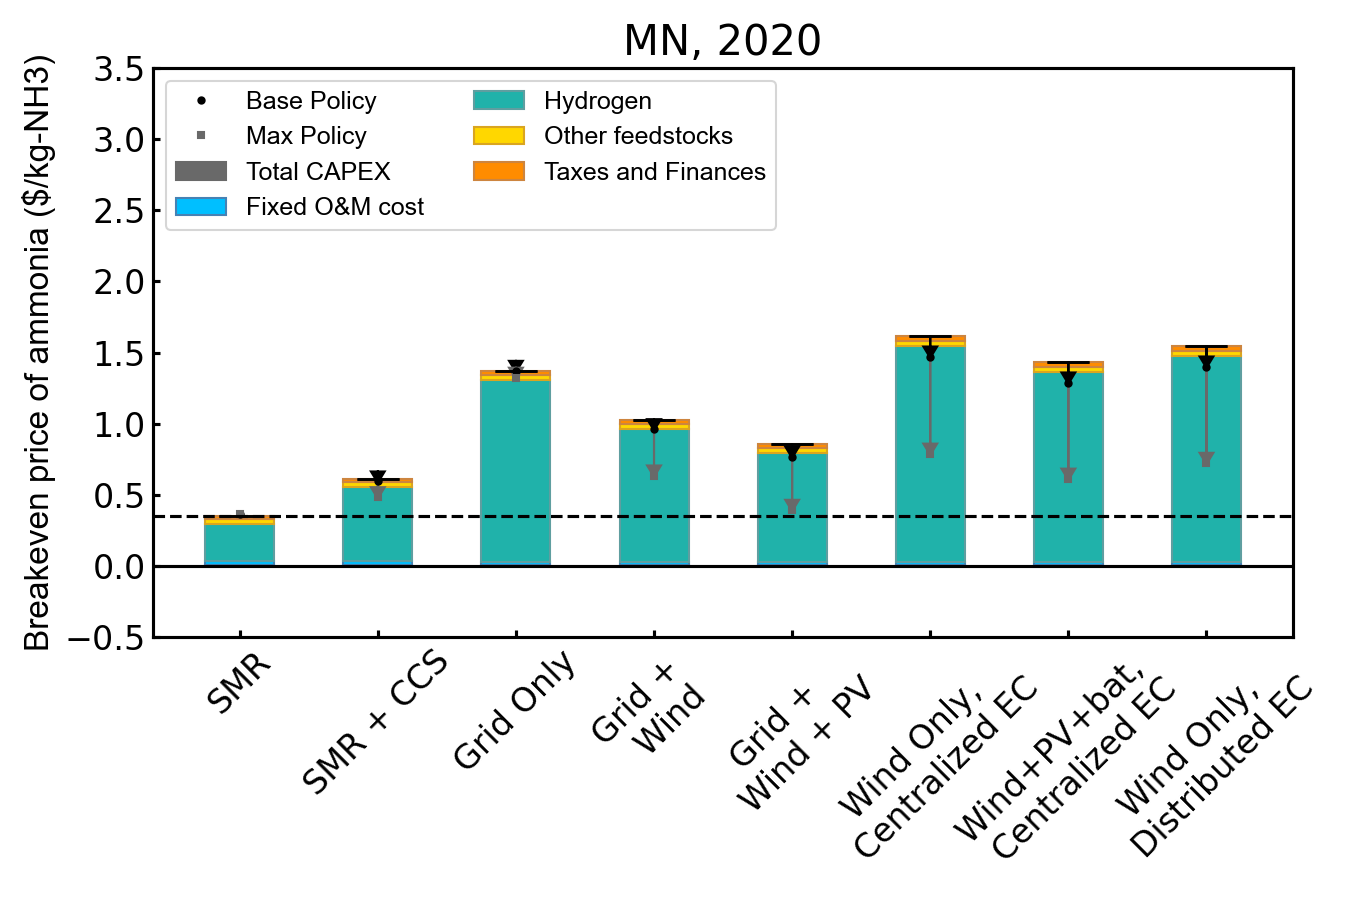 MN, 2020
Breakeven price of ammonia ($/kg-NH3)
3.5
3.0
2.5
2.0
1.5
1.0
0.5
0.0
−0.5
Base Policy
Max Policy
Total CAPEX
Fixed O&M cost
Hydrogen
Other feedstocks
Taxes and Finances
SMR
SMR + CCS
Grid Only
Grid +
Wind
Grid +
Wind + PV
Wind Only,
Centralized EC
Wind+PV+bat,
Centralized EC
Wind Only,
Distributed EC